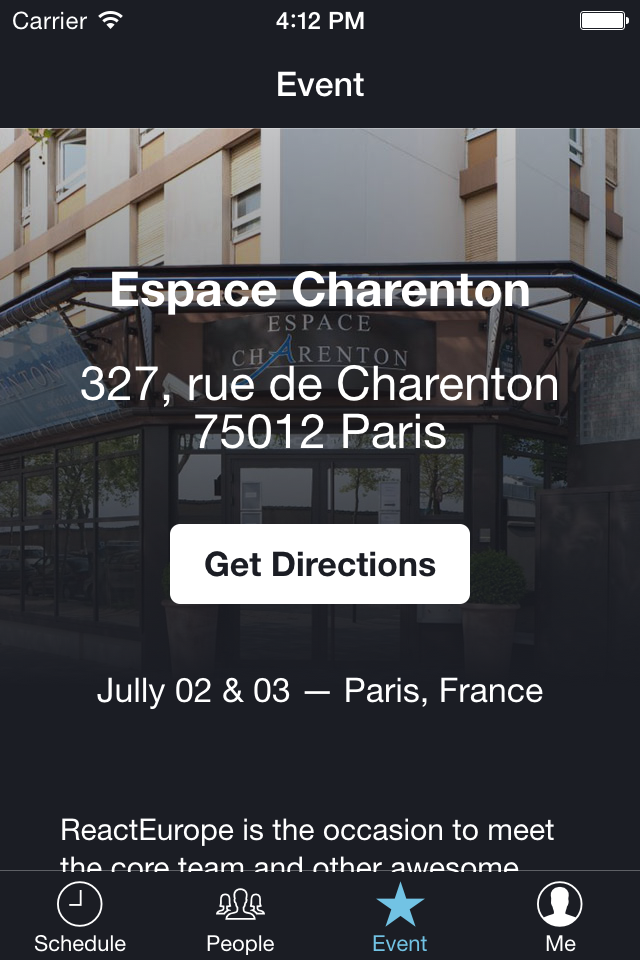 Carrier 4:12 PM
Event
Espace Charenton
ESPACE
CHARENTON
327, rue de Charenton
75012 Paris
Get Directions
Jully 02 & 03 — Paris, France
ReactEurope is the occasion to meet
the core team and other awesome
Schedule People Event Me